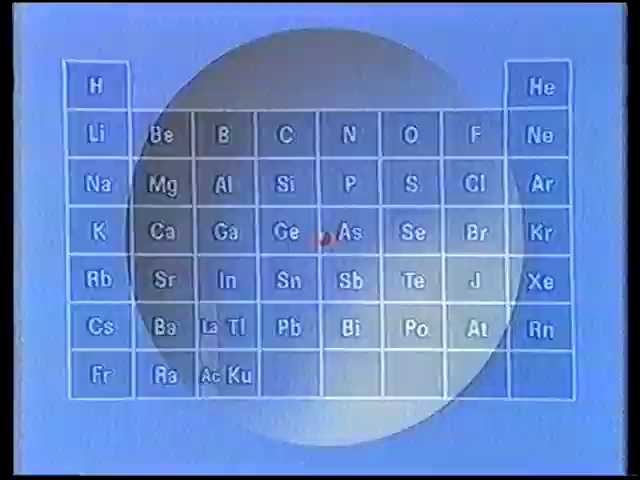 H He
Li Be B C N O F Ne
Na Mg Al Si P S Cl Ar
K Ca Ga Ge As Se Br Kr
Rb Sr In Sn Sb Te J Xe
Cs Ba La Tl Pb Bi Po At Rn
Fr Ra Ac Ku